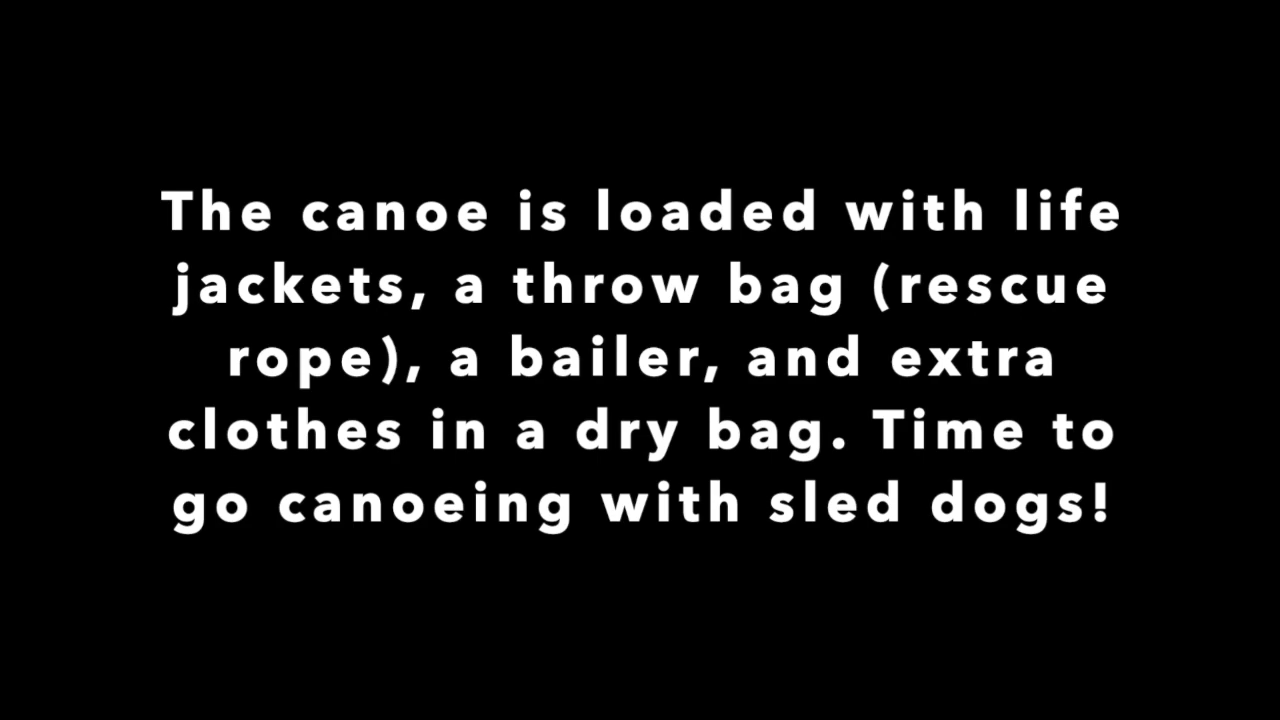 The canoe is loaded with life
jackets, a throw bag (rescue
rope), a bailer, and extra
clothes in a dry bag. Time to
go canoeing with sled dogs!